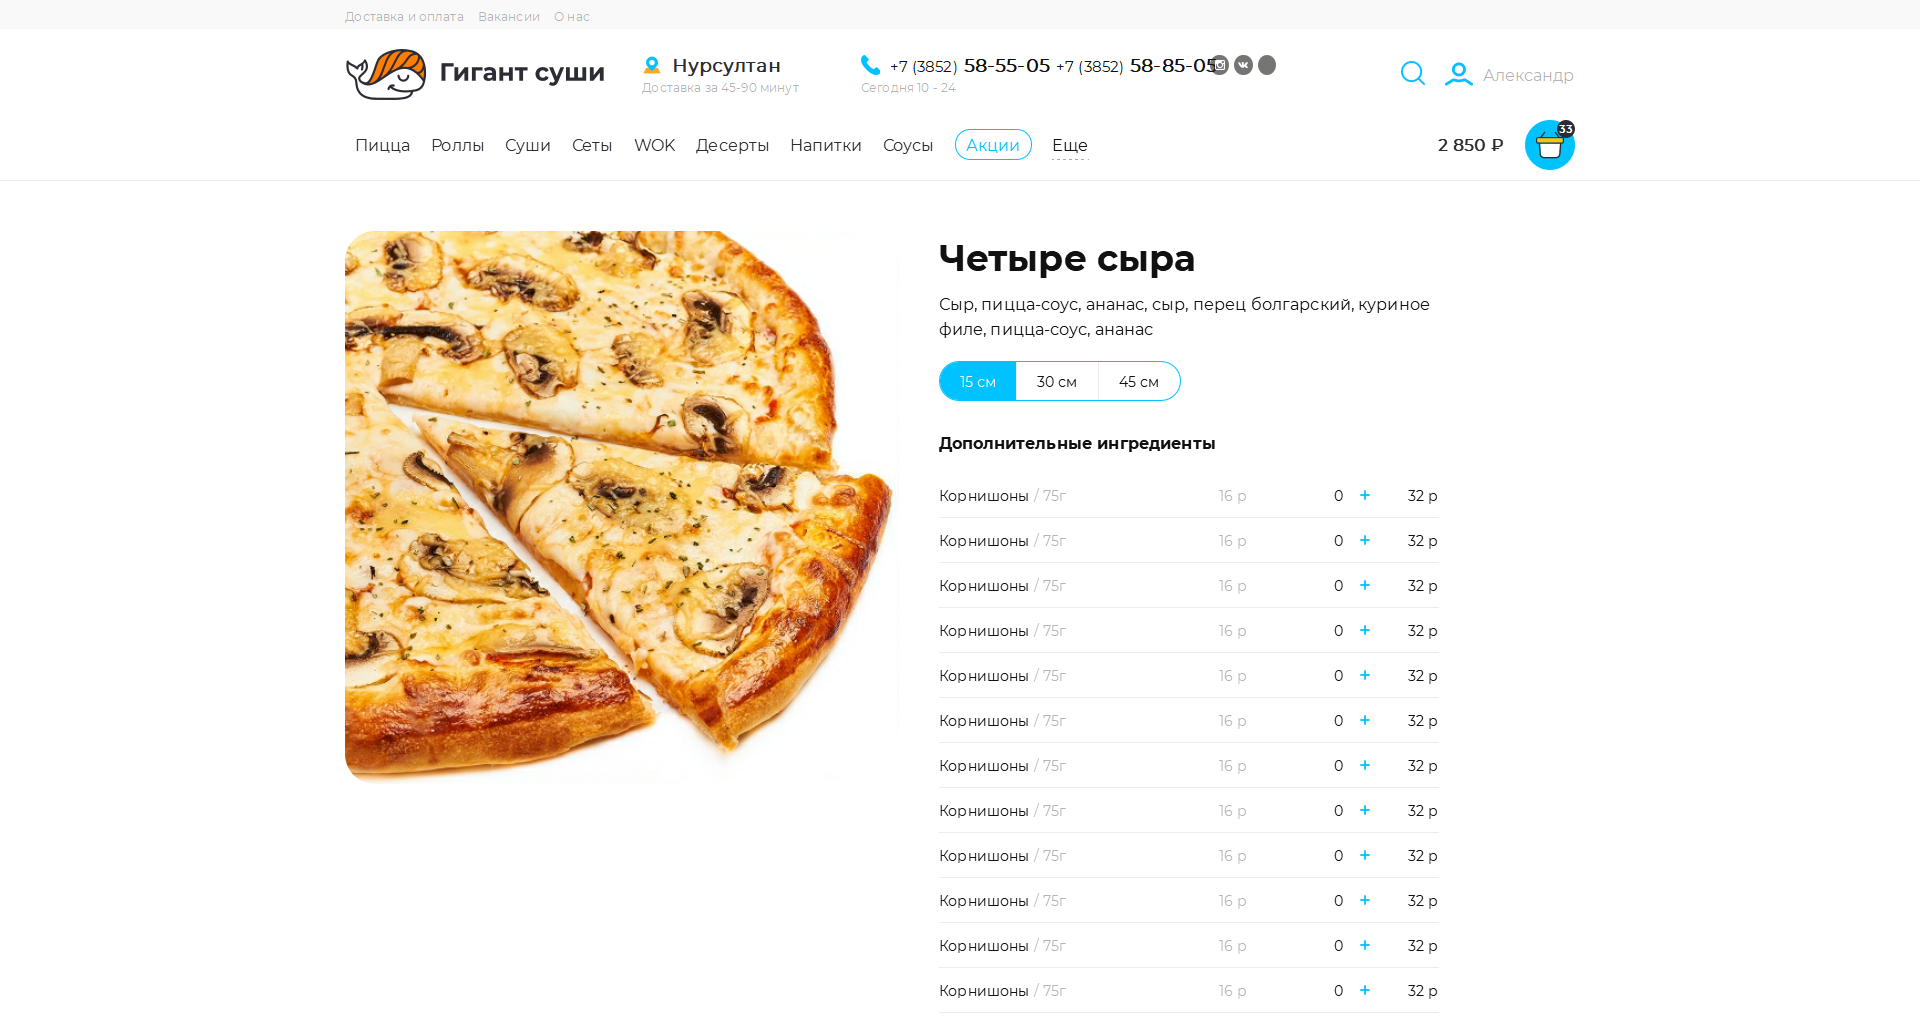 Доставка и оплата Вакансии О нас
Гигант суши
Нурсултан
Доставка за 45-90 минут
+7 (3852) 58-55-05 +7 (3852) 58-85-05
Сегодня 10 - 24
Александр
Пицца Роллы Суши Сеты WOK Десерты Напитки Соусы Акции Еще
2 850 ₽
33
Четыре сыра
Сыр, пицца-соус, ананас, сыр, перец болгарский, куриное
филе, пицца-соус, ананас
15 см 30 см 45 см
Дополнительные ингредиенты
Корнишоны / 75г 16 р 0 + 32 р
Корнишоны / 75г 16 р 0 + 32 р
Корнишоны / 75г 16 р 0 + 32 р
Корнишоны / 75г 16 р 0 + 32 р
Корнишоны / 75г 16 р 0 + 32 р
Корнишоны / 75г 16 р 0 + 32 р
Корнишоны / 75г 16 р 0 + 32 р
Корнишоны / 75г 16 р 0 + 32 р
Корнишоны / 75г 16 р 0 + 32 р
Корнишоны / 75г 16 р 0 + 32 р
Корнишоны / 75г 16 р 0 + 32 р
Корнишоны / 75г 16 р 0 + 32 р